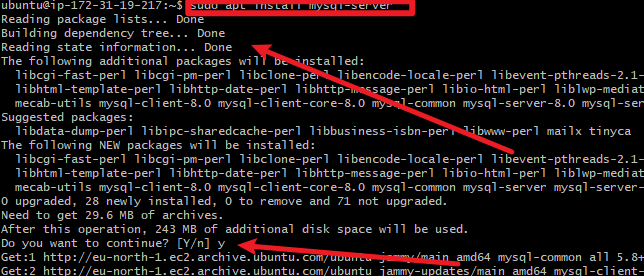 ubuntu@ip-172-31-19-217:~$ sudo apt install mysql-server
Reading package lists... Done
Building dependency tree... Done
Reading state information... Done
The following additional packages will be installed:
libcgi-fast-perl libcgi-pm-perl libclone-perl libencode-locale-perl libevent-pthreads-2.1-
libhtml-template-perl libhttp-date-perl libhttp-message-perl libio-html-perl liblwp-mediat
mecab-utils mysql-client-8.0 mysql-client-core-8.0 mysql-common mysql-server-8.0 mysql-ser
Suggested packages:
libdata-dump-perl libipc-sharedcache-perl libbusiness-isbn-perl libwww-perl mailx tinyca
The following NEW packages will be installed:
libcgi-fast-perl libcgi-pm-perl libclone-perl libencode-locale-perl libevent-pthreads-2.1-
libhtml-template-perl libhttp-date-perl libhttp-message-perl libio-html-perl liblwp-mediat
mecab-utils mysql-client-8.0 mysql-client-core-8.0 mysql-common mysql-server mysql-server-
0 upgraded, 28 newly installed, 0 to remove and 71 not upgraded.
Need to get 29.6 MB of archives.
After this operation, 243 MB of additional disk space will be used.
Do you want to continue? [Y/n] y
Get:1 http://eu-north-1.ec2.archive.ubuntu.com/ubuntu jammy/main amd64 mysql-common all 5.8
Get:2 http://eu-north-1.ec2.archive.ubuntu.com/ubuntu jammy-updates/main amd64 mysql-client